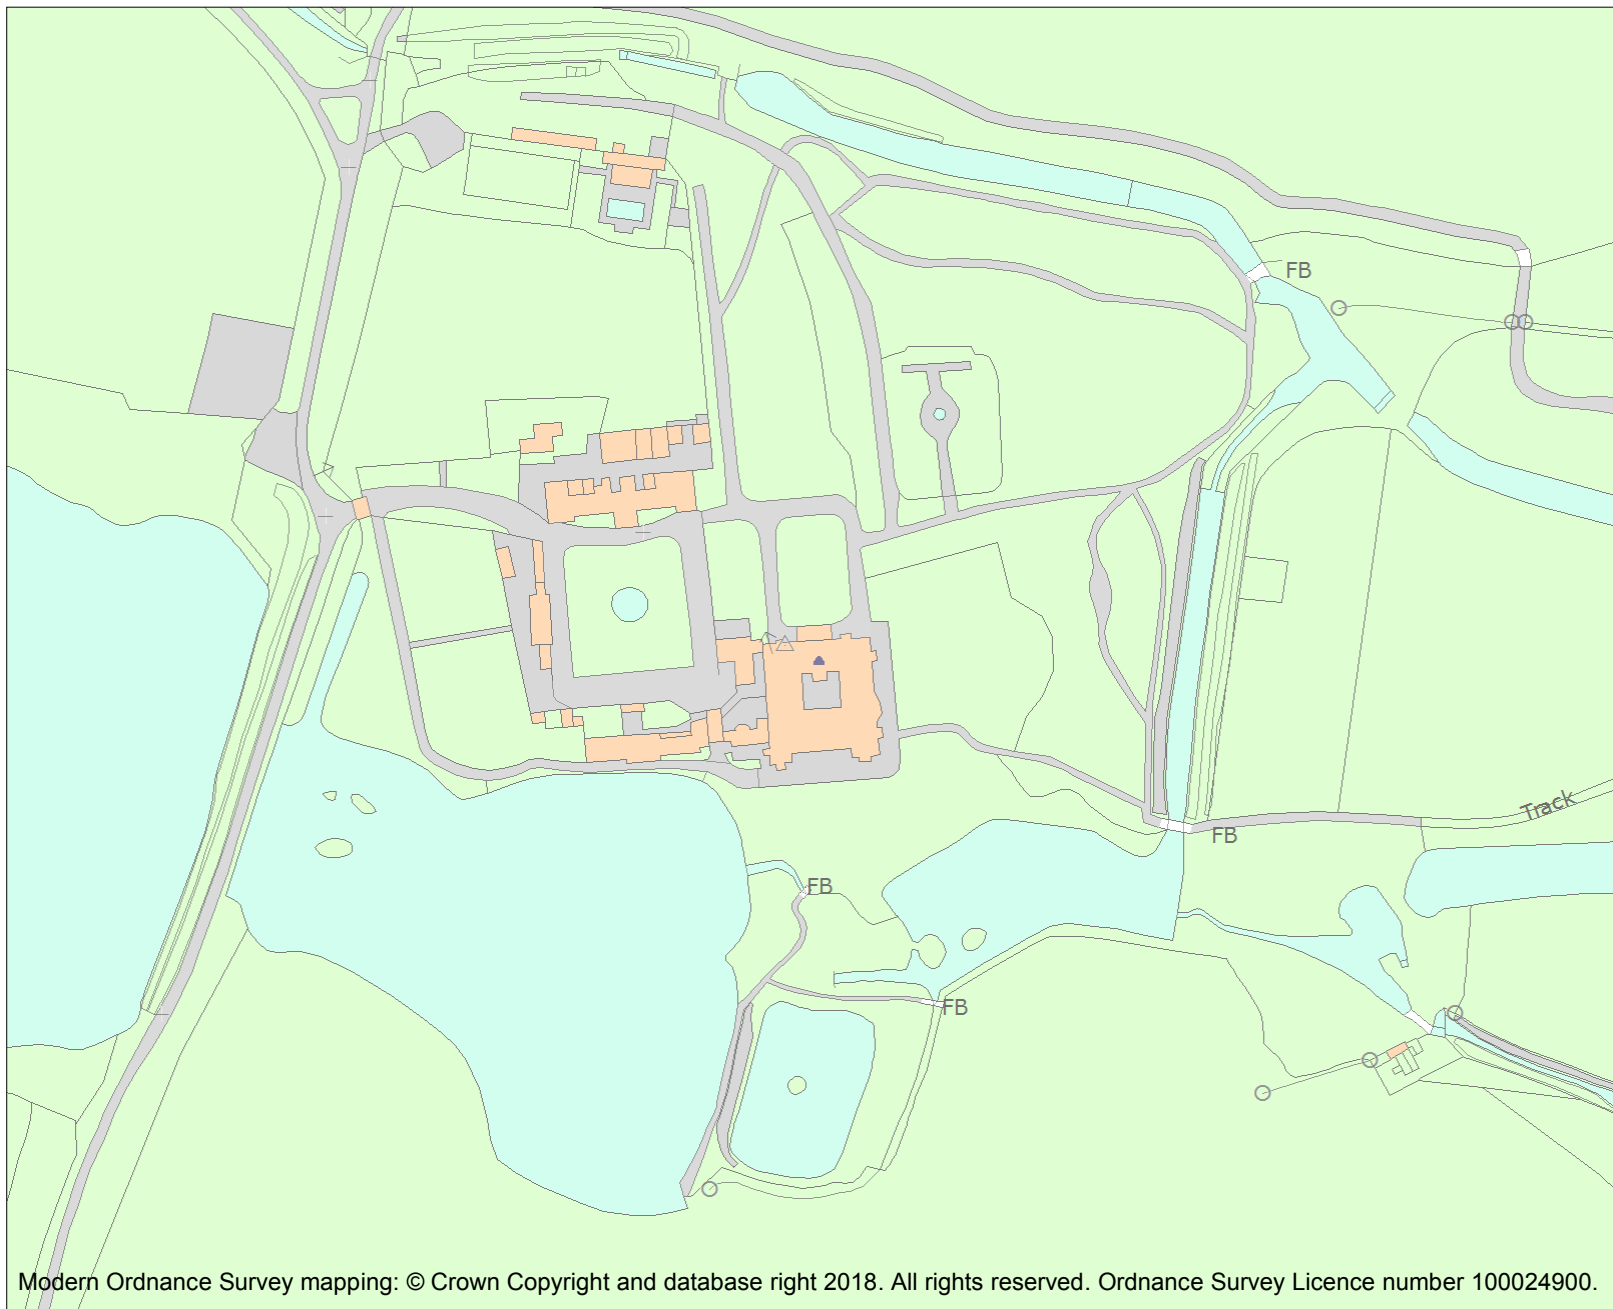 FB
Track
FB
FB
FB
Modern Ordnance Survey mapping: © Crown Copyright and database right 2018. All rights reserved. Ordnance Survey Licence number 100024900.